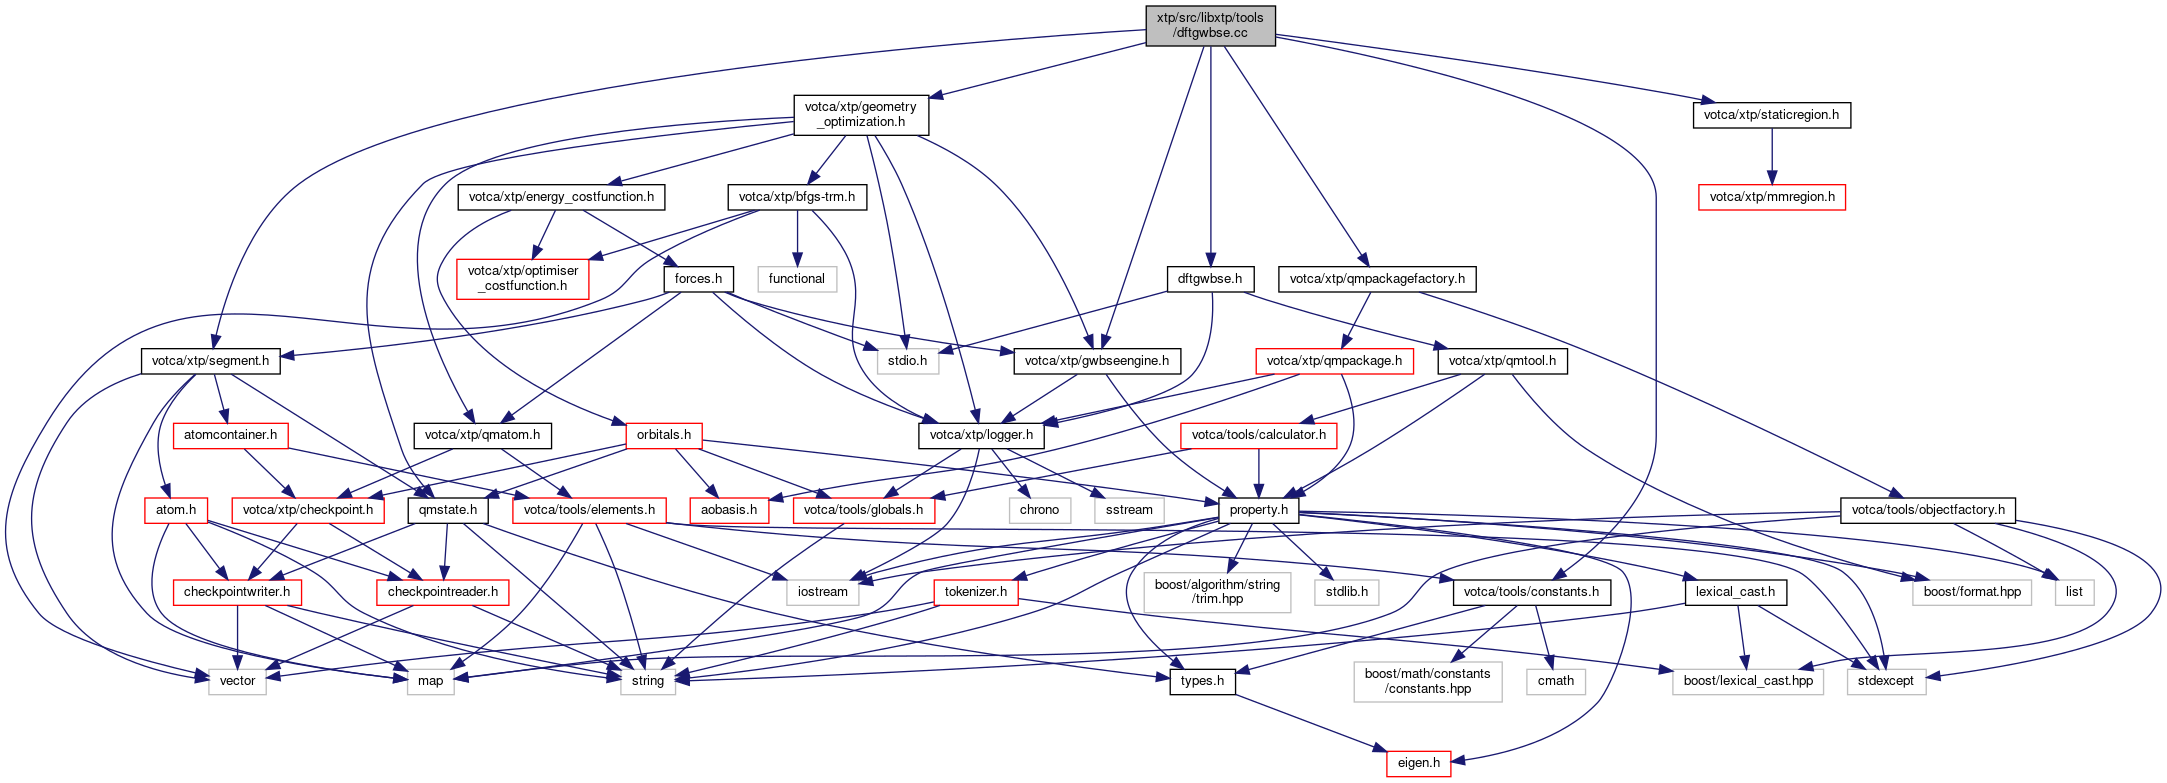 xtp/src/libxtp/tools
/dftgwbse.cc
votca/xtp/geometry
_optimization.h
votca/xtp/staticregion.h
votca/xtp/energy_costfunction.h
votca/xtp/bfgs-trm.h
votca/xtp/mmregion.h
votca/xtp/optimiser
_costfunction.h
forces.h
functional
dftgwbse.h
votca/xtp/qmpackagefactory.h
votca/xtp/segment.h
stdio.h
votca/xtp/gwbseengine.h
votca/xtp/qmpackage.h
votca/xtp/qmtool.h
atomcontainer.h
votca/xtp/qmatom.h
orbitals.h
votca/xtp/logger.h
votca/tools/calculator.h
atom.h
votca/xtp/checkpoint.h
qmstate.h
votca/tools/elements.h
aobasis.h
votca/tools/globals.h
chrono
sstream
property.h
votca/tools/objectfactory.h
checkpointwriter.h
checkpointreader.h
iostream
tokenizer.h
boost/algorithm/string
/trim.hpp
stdlib.h
votca/tools/constants.h
lexical_cast.h
boost/format.hpp
list
vector
map
string
types.h
boost/math/constants
/constants.hpp
cmath
boost/lexical_cast.hpp
stdexcept
eigen.h